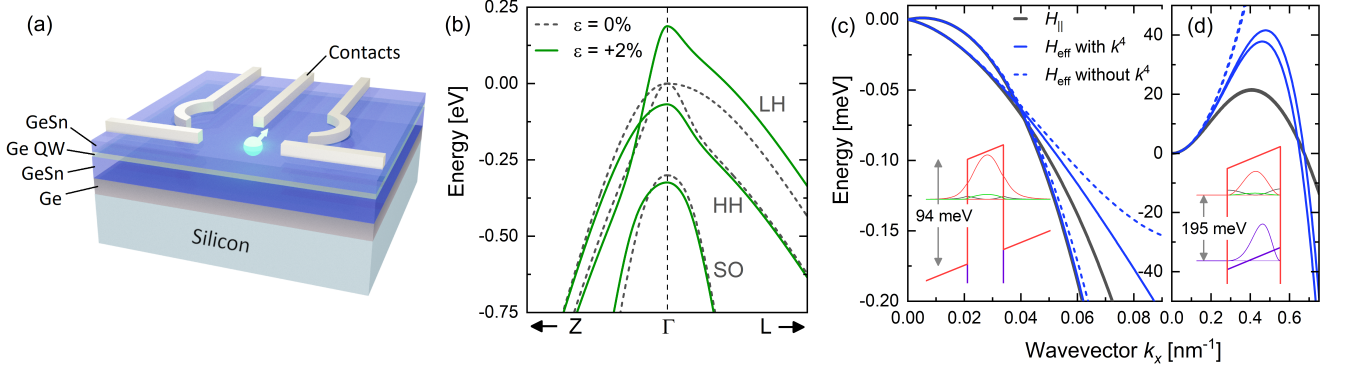 (a)
Contacts
GeSn
Ge QW
GeSn
Ge
Silicon
(b)
Energy [eV]
0.25
0.00
-0.25
-0.50
-0.75
ε = 0%
ε = +2%
LH
HH
SO
Z
Γ
L
(c)
Energy [meV]
0.00
-0.05
-0.10
-0.15
-0.20
H||
Heff with k⁴
Heff without k⁴
94 meV
0.00 0.02 0.04 0.06 0.08
(d)
40
20
0
-20
40
195 meV
0.0 0.2 0.4 0.6
Wavevector kx [nm⁻¹]